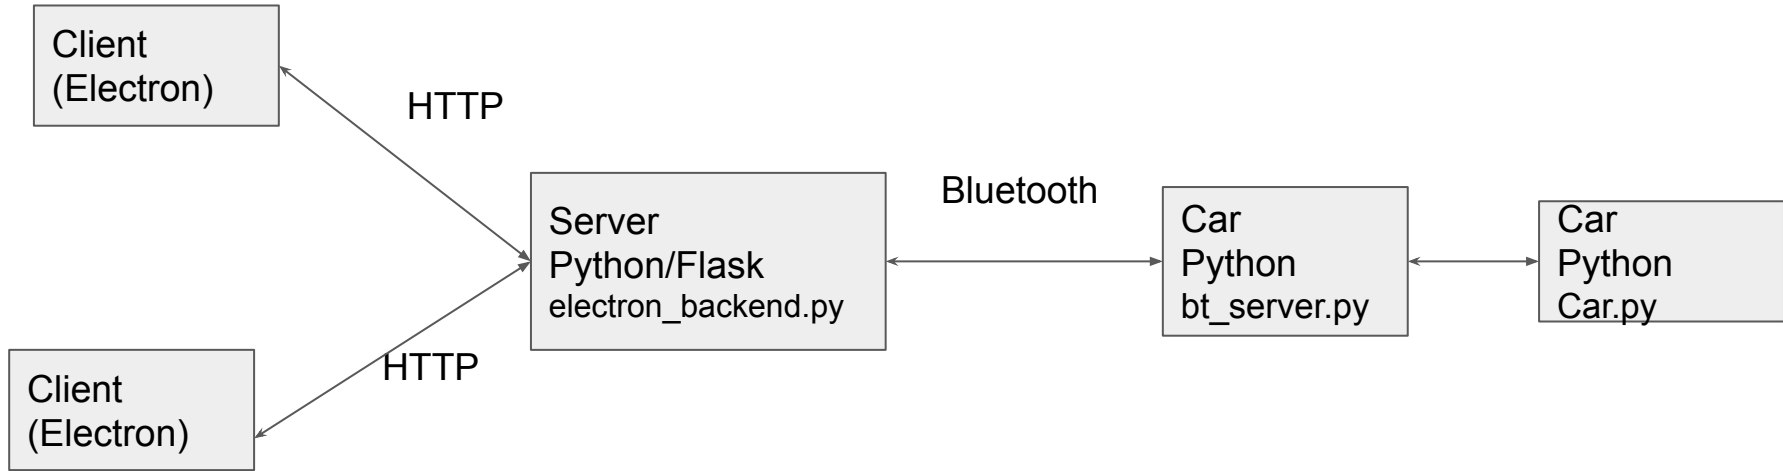 Client
(Electron)
HTTP
Server
Python/Flask
electron_backend.py
HTTP
Client
(Electron)
Bluetooth
Car
Python
bt_server.py
Car
Python
Car.py